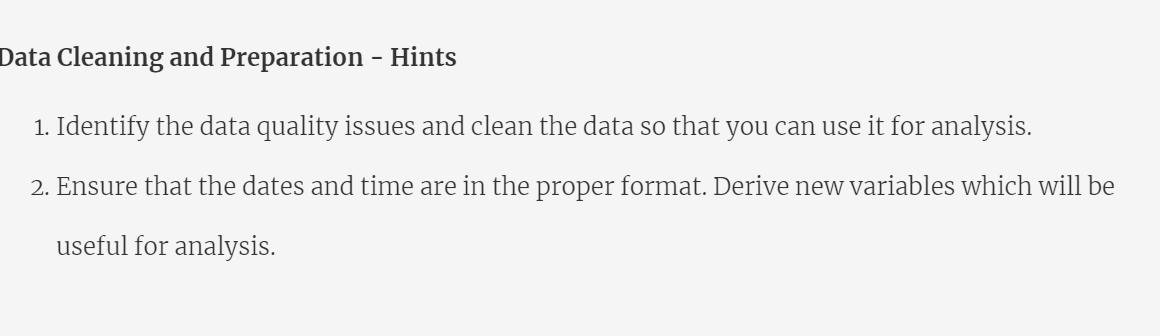 Data Cleaning and Preparation - Hints
1. Identify the data quality issues and clean the data so that you can use it for analysis.
2. Ensure that the dates and time are in the proper format. Derive new variables which will be
useful for analysis.